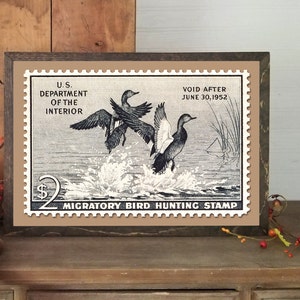 U.S.
DEPARTMENT
OF THE
INTERIOR
VOID AFTER
JUNE 30, 1952
$2
MIGRATORY BIRD HUNTING STAMP